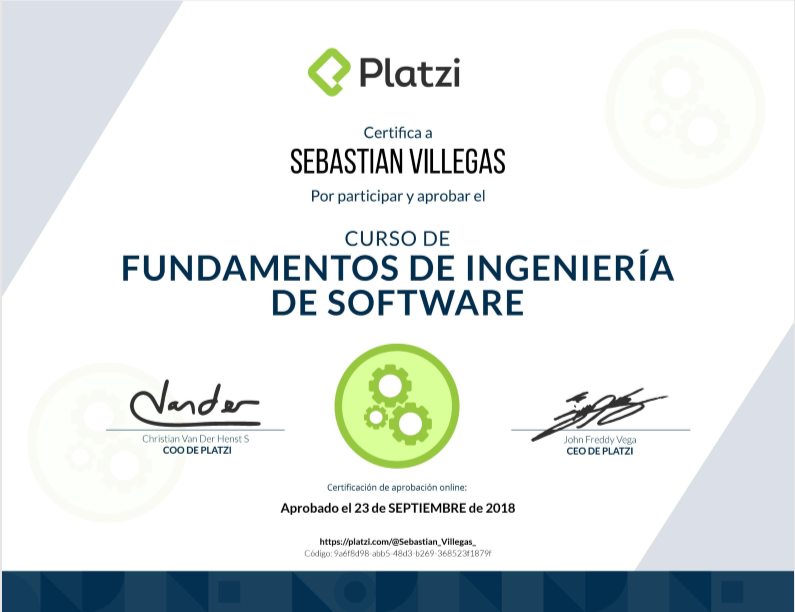 Platzi
Certifica a
SEBASTIAN VILLEGAS
Por participar y aprobar el
CURSO DE
FUNDAMENTOS DE INGENIERÍA
DE SOFTWARE
Vander
Christian Van Der Henst S
COO DE PLATZI
John Freddy Vega
CEO DE PLATZI
Certificación de aprobación online:
Aprobado el 23 de SEPTIEMBRE de 2018
https://platzi.com/@Sebastian_Villegas_
Código: 9a6f8d98-abb5-48d3-b269-368523f1879f